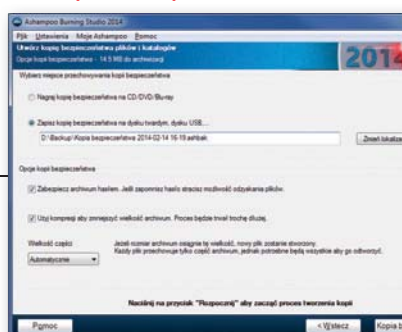 Ashampoo Burning Studio 2014
Plik Ustawienia Moje Ashampoo Pomoc
Utwórz kopię bezpieczeństwa plików i katalogów
Opcje kopii bezpieczeństwa - 14.5 MB do archiwizacji
2014
Wybierz miejsce przechowywania kopii bezpieczeństwa
Nagraj kopię bezpieczeństwa na CD/DVD/Blu-ray
Zapisz kopię bezpieczeństwa na dysku twardym, dysku USB...
D:\Backup\Kopia bezpieczeństwa 2014-02-14 16-19.ashbak
Zmień
Opcje kopii bezpieczeństwa
Zabezpiecz archiwum hasłem. Jeśli zapomnisz hasło stracisz możliwość odzyskania plików.
Użyj kompresji aby zmniejszyć wielkość archiwum. Proces będzie trwał trochę dłużej.
Wielkość części
Jeżeli rozmiar archiwum osiągnie tę wielkość, nowy plik zostanie stworzony.
Każdy plik przechowuje tylko część archiwum, jednak potrzebne będą wszystkie aby go odtworzyć.
Automatycznie
Naciśnij na przycisk "Rozpocznij" aby zacząć proces tworzenia kopii
Pomoc
< Wstecz
Kopia